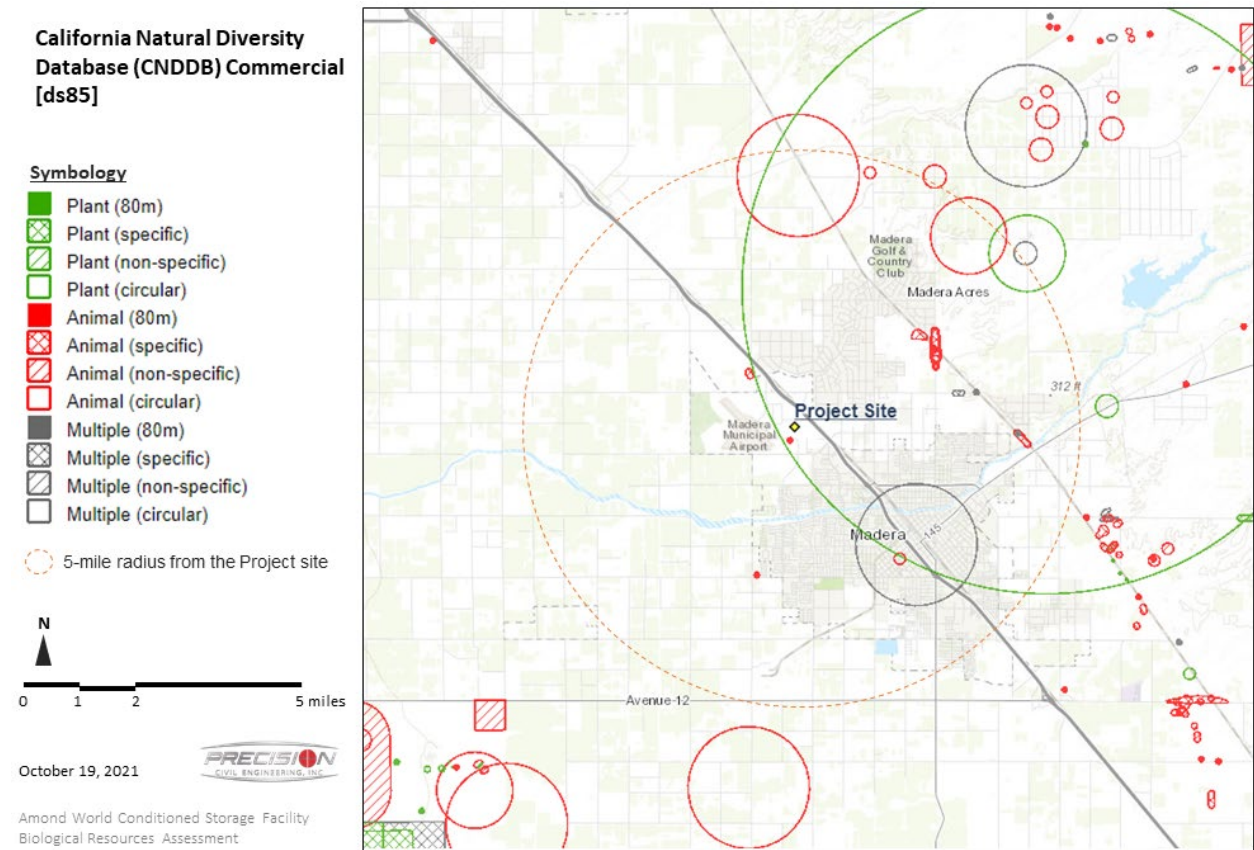 California Natural Diversity
Database (CNDDB) Commercial
[ds85]
Symbology
Plant (80m)
Plant (specific)
Plant (non-specific)
Plant (circular)
Animal (80m)
Animal (specific)
Animal (non-specific)
Animal (circular)
Multiple (80m)
Multiple (specific)
Multiple (non-specific)
Multiple (circular)
5-mile radius from the Project site
N
0 1 2 5 miles
October 19, 2021
PRECISION
CIVIL ENGINEERING, INC
Amond World Conditioned Storage Facility
Biological Resources Assessment
Madera
Golf &
Country
Club
Madera Acres
312 ft
Project Site
Madera
Municipal
Airport
Madera
145
Avenue-12